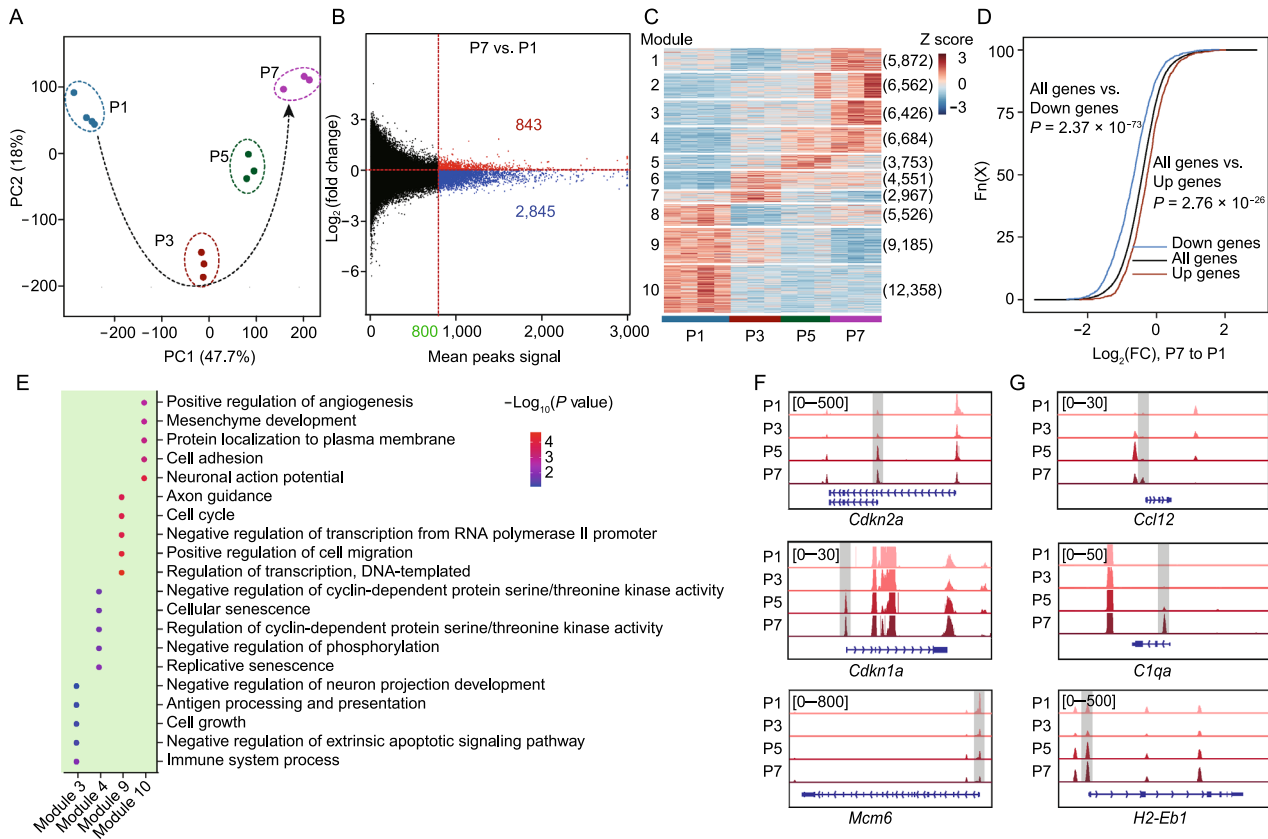 A
PC2 (18%)
100
0
−100
−200
P1
P3
P5
P7
−200
−100
0
100
200
PC1 (47.7%)
B
P7 vs. P1
Log2(fold change)
6
3
0
−3
−6
843
2,845
0
800
1,000
2,000
3,000
Mean peaks signal
C
Module
Z score
3
0
−3
1
2
3
4
5
6
7
8
9
10
(5,872)
(6,562)
(6,426)
(6,684)
(3,753)
(4,551)
(2,967)
(5,526)
(9,185)
(12,358)
P1
P3
P5
P7
D
Fn(X)
100
75
50
25
0
All genes vs.
Down genes
P = 2.37 × 10−73
All genes vs.
Up genes
P = 2.76 × 10−26
Down genes
All genes
Up genes
−2
0
2
Log2(FC), P7 to P1
E
Positive regulation of angiogenesis
Mesenchyme development
Protein localization to plasma membrane
Cell adhesion
Neuronal action potential
Axon guidance
Cell cycle
Negative regulation of transcription from RNA polymerase II promoter
Positive regulation of cell migration
Regulation of transcription, DNA-templated
Negative regulation of cyclin-dependent protein serine/threonine kinase activity
Cellular senescence
Regulation of cyclin-dependent protein serine/threonine kinase activity
Negative regulation of phosphorylation
Replicative senescence
Negative regulation of neuron projection development
Antigen processing and presentation
Cell growth
Negative regulation of extrinsic apoptotic signaling pathway
Immune system process
Module 3
Module 4
Module 9
Module 10
−Log10(P value)
4
3
2
1
F
[0−500]
P1
P3
P5
P7
Cdkn2a
[0−30]
P1
P3
P5
P7
Cdkn1a
[0−800]
P1
P3
P5
P7
Mcm6
G
[0−30]
P1
P3
P5
P7
Ccl12
[0−50]
P1
P3
P5
P7
C1qa
[0−500]
P1
P3
P5
P7
H2-Eb1